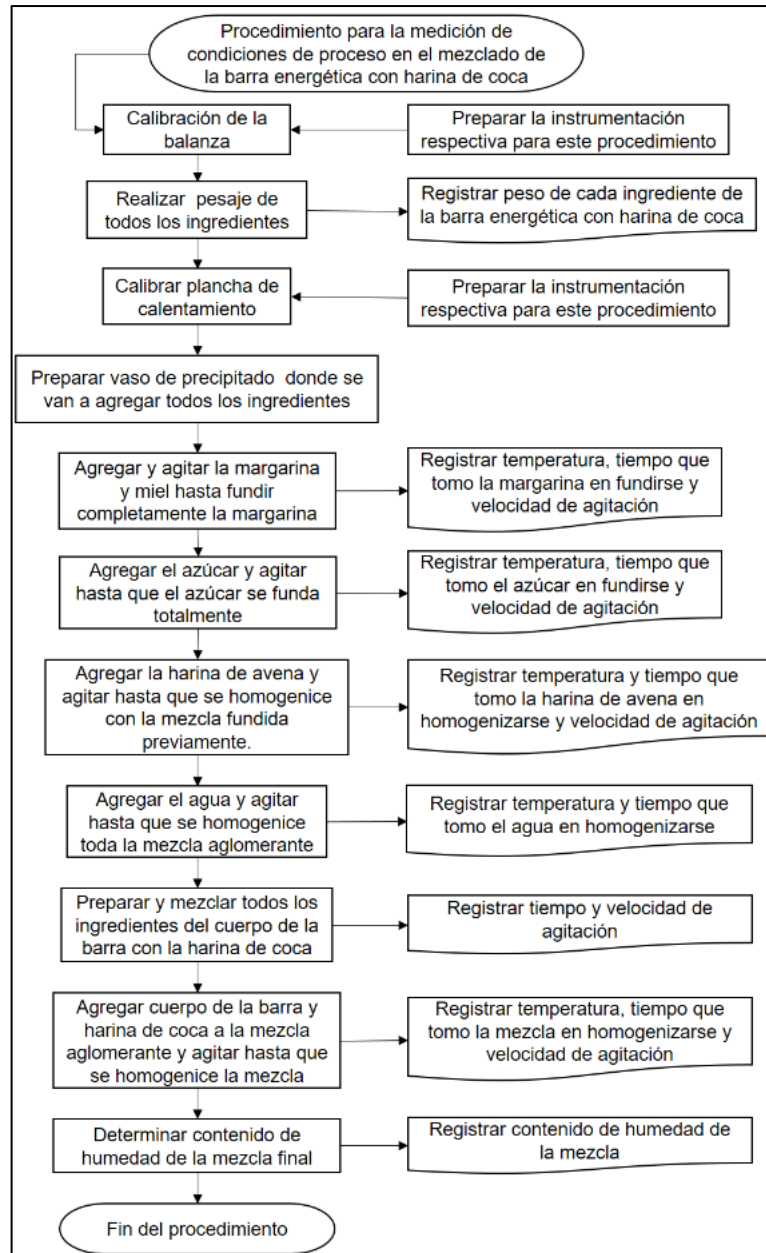 Procedimiento para la medición de
condiciones de proceso en el mezclado de
la barra energética con harina de coca
Calibración de la
balanza
Preparar la instrumentación
respectiva para este procedimiento
Realizar pesaje de
todos los ingredientes
Registrar peso de cada ingrediente de
la barra energética con harina de coca
Calibrar plancha de
calentamiento
Preparar la instrumentación
respectiva para este procedimiento
Preparar vaso de precipitado donde se
van a agregar todos los ingredientes
Agregar y agitar la margarina
y miel hasta fundir
completamente la margarina
Registrar temperatura, tiempo que
tomo la margarina en fundirse y
velocidad de agitación
Agregar el azúcar y agitar
hasta que el azúcar se funda
totalmente
Registrar temperatura, tiempo que
tomo el azúcar en fundirse y
velocidad de agitación
Agregar la harina de avena y
agitar hasta que se homogenice
con la mezcla fundida
previamente.
Registrar temperatura y tiempo que
tomo la harina de avena en
homogenizarse y velocidad de agitación
Agregar el agua y agitar
hasta que se homogenice
toda la mezcla aglomerante
Registrar temperatura y tiempo que
tomo el agua en homogenizarse
Preparar y mezclar todos los
ingredientes del cuerpo de la
barra con la harina de coca
Registrar tiempo y velocidad de
agitación
Agregar cuerpo de la barra y
harina de coca a la mezcla
aglomerante y agitar hasta que
se homogenice la mezcla
Registrar temperatura, tiempo que
tomo la mezcla en homogenizarse y
velocidad de agitación
Determinar contenido de
humedad de la mezcla final
Registrar contenido de humedad de
la mezcla
Fin del procedimiento